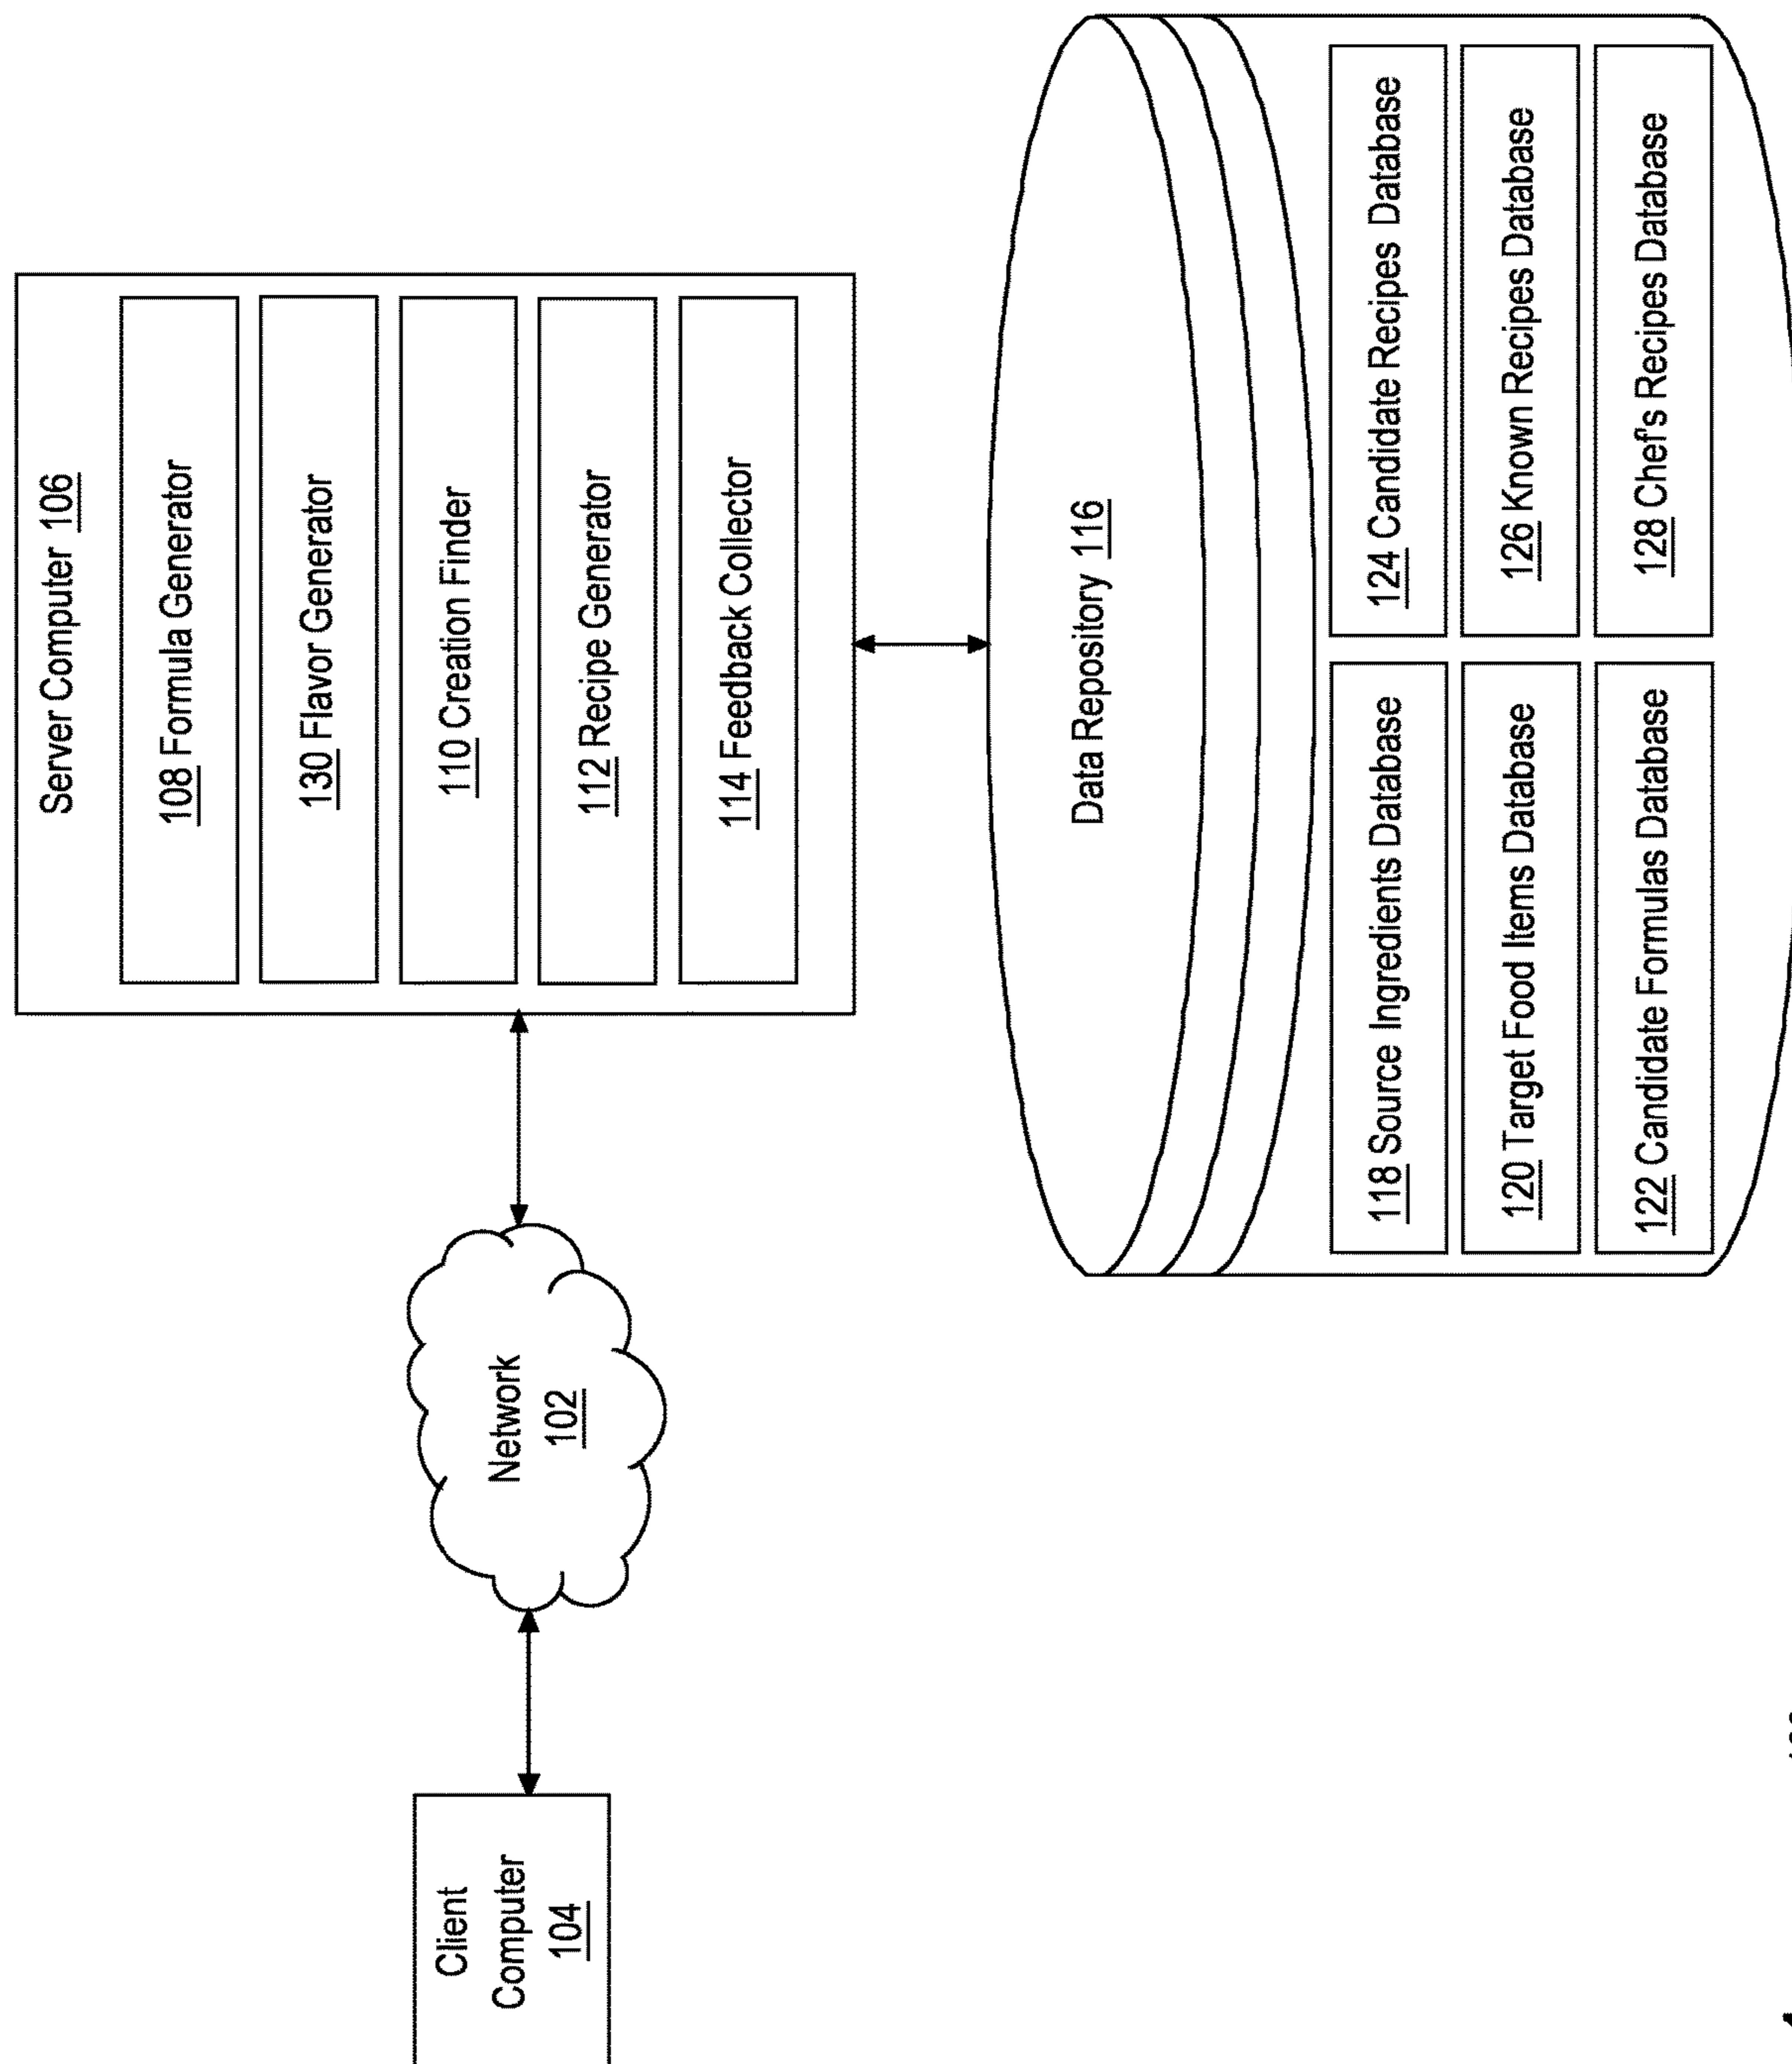 Server Computer 106
108 Formula Generator
130 Flavor Generator
110 Creation Finder
112 Recipe Generator
114 Feedback Collector
Client
Computer
104
Network
102
Data Repository 116
118 Source Ingredients Database
124 Candidate Recipes Database
120 Target Food Items Database
126 Known Recipes Database
122 Candidate Formulas Database
128 Chef's Recipes Database